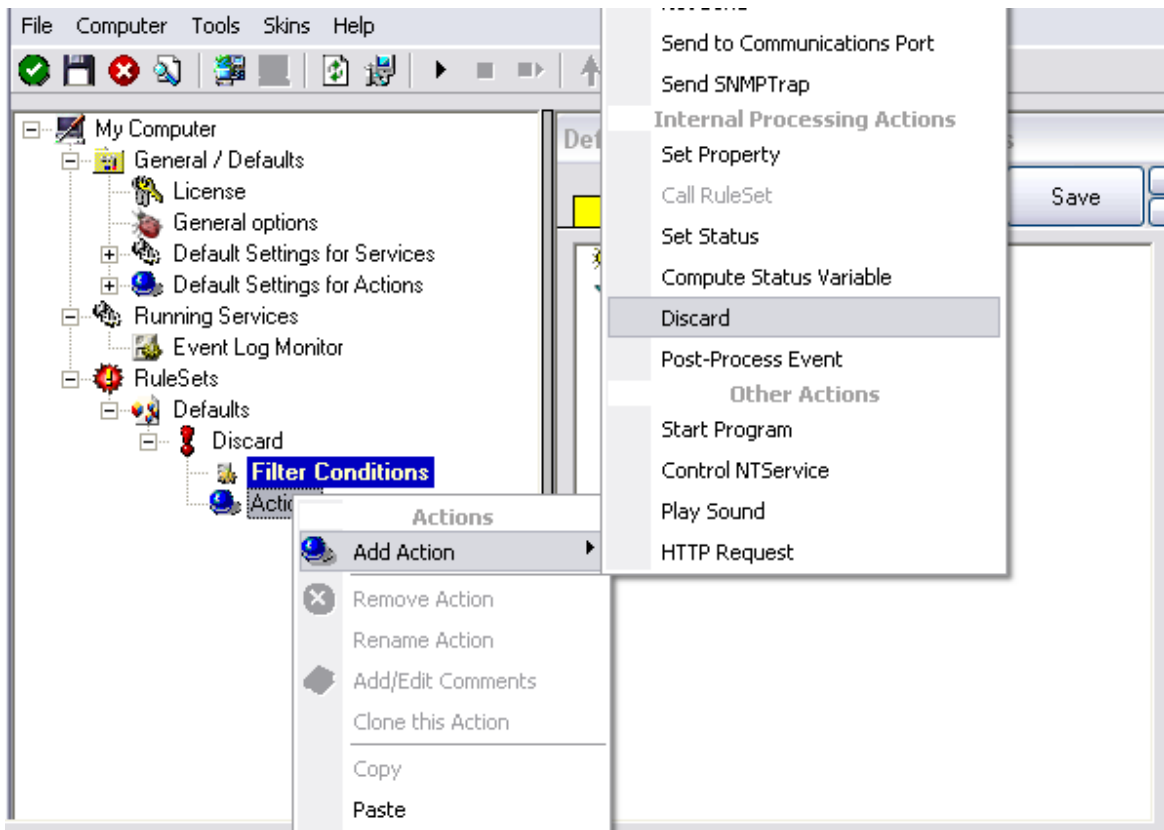 File Computer Tools Skins Help
My Computer
General / Defaults
License
General options
Default Settings for Services
Default Settings for Actions
Running Services
Event Log Monitor
RuleSets
Defaults
Discard
Filter Conditions
Actions
Add Action
Remove Action
Rename Action
Add/Edit Comments
Clone this Action
Copy
Paste
Send to Communications Port
Send SNMPTrap
Internal Processing Actions
Set Property
Call RuleSet
Set Status
Compute Status Variable
Discard
Post-Process Event
Other Actions
Start Program
Control NTService
Play Sound
HTTP Request
Save